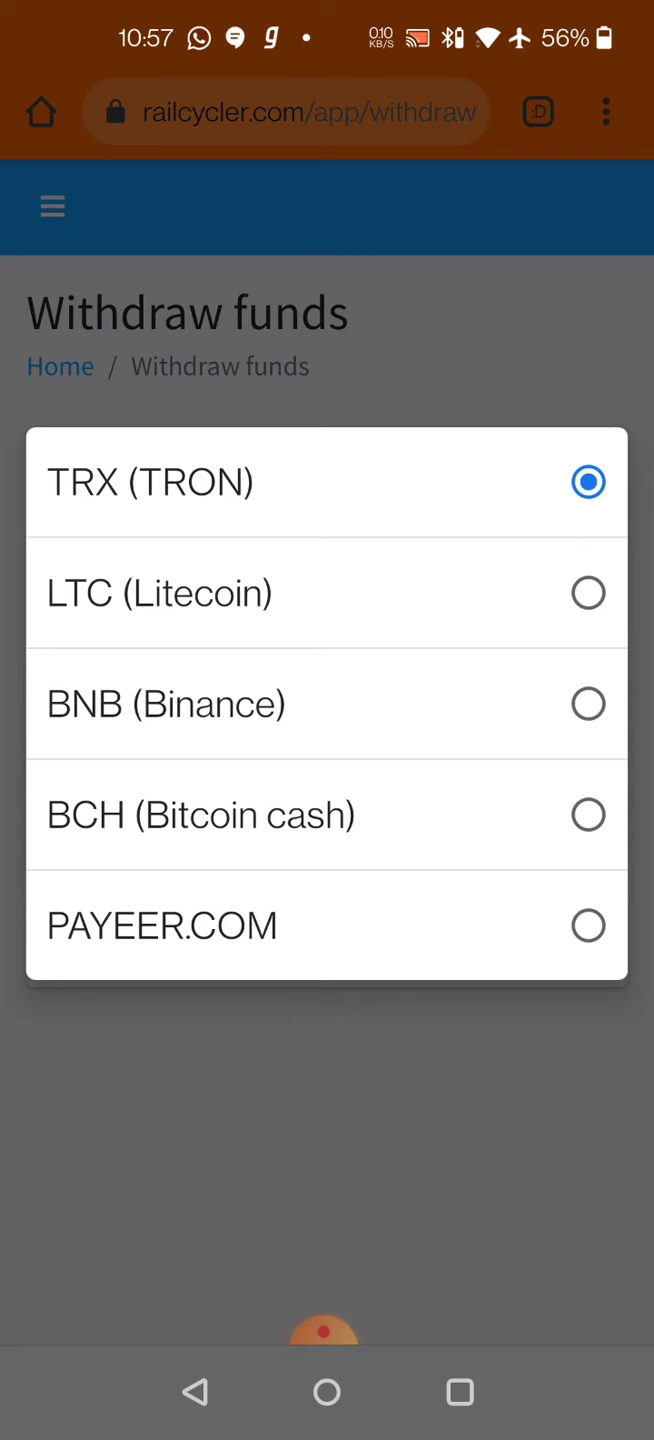 10:57
0.10
KB/S
56%
railcycler.com/app/withdraw
:D
Withdraw funds
Home / Withdraw funds
TRX (TRON)
LTC (Litecoin)
BNB (Binance)
BCH (Bitcoin cash)
PAYEER.COM